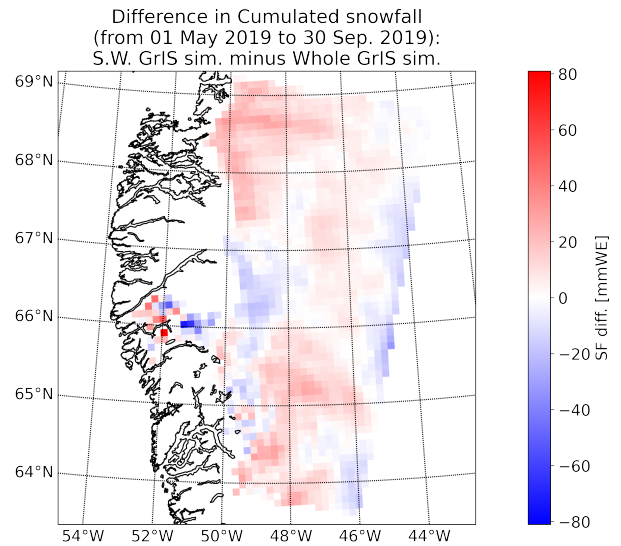 Difference in Cumulated snowfall
(from 01 May 2019 to 30 Sep. 2019):
S.W. GrIS sim. minus Whole GrIS sim.
69°N
68°N
67°N
66°N
65°N
64°N
54°W 52°W 50°W 48°W 46°W 44°W
80
60
40
20
0
−20
−40
−60
−80
SF diff. [mmWE]